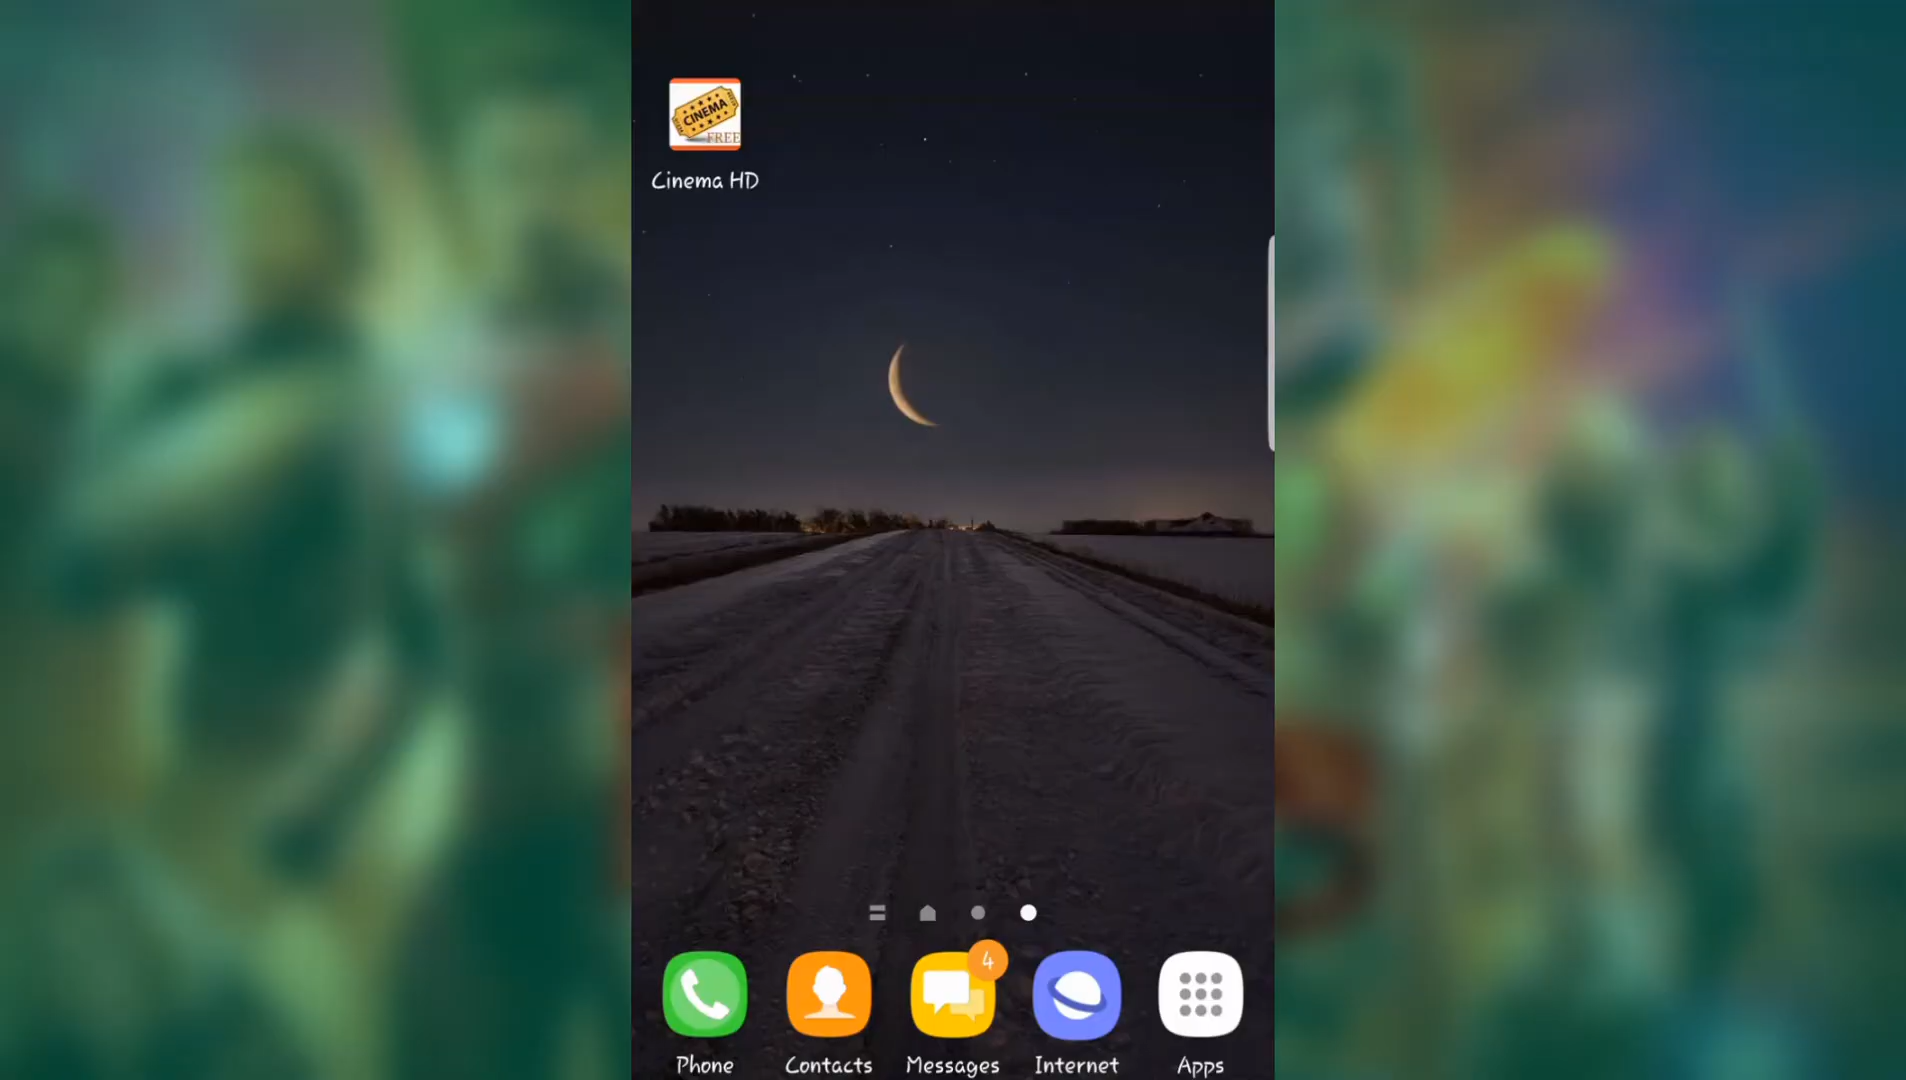 CINEMA
FREE
Cinema HD
4
Phone
Contacts
Messages
Internet
Apps